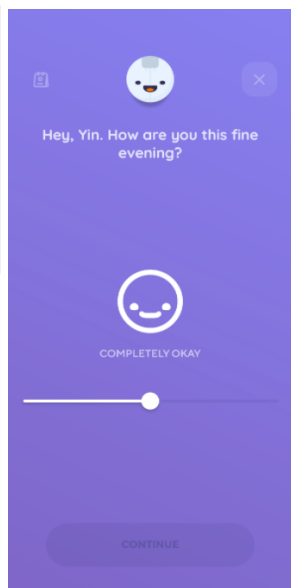 Hey, Yin. How are you this fine
evening?
COMPLETELY OKAY
CONTINUE